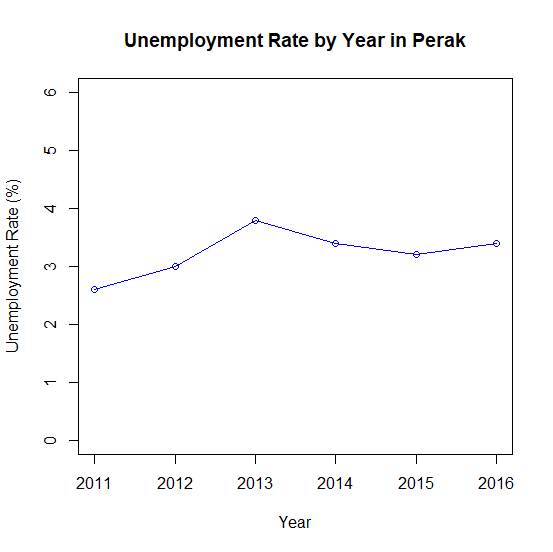 Unemployment Rate by Year in Perak
Unemployment Rate (%)
6
5
4
3
2
1
0
2011 2012 2013 2014 2015 2016
Year